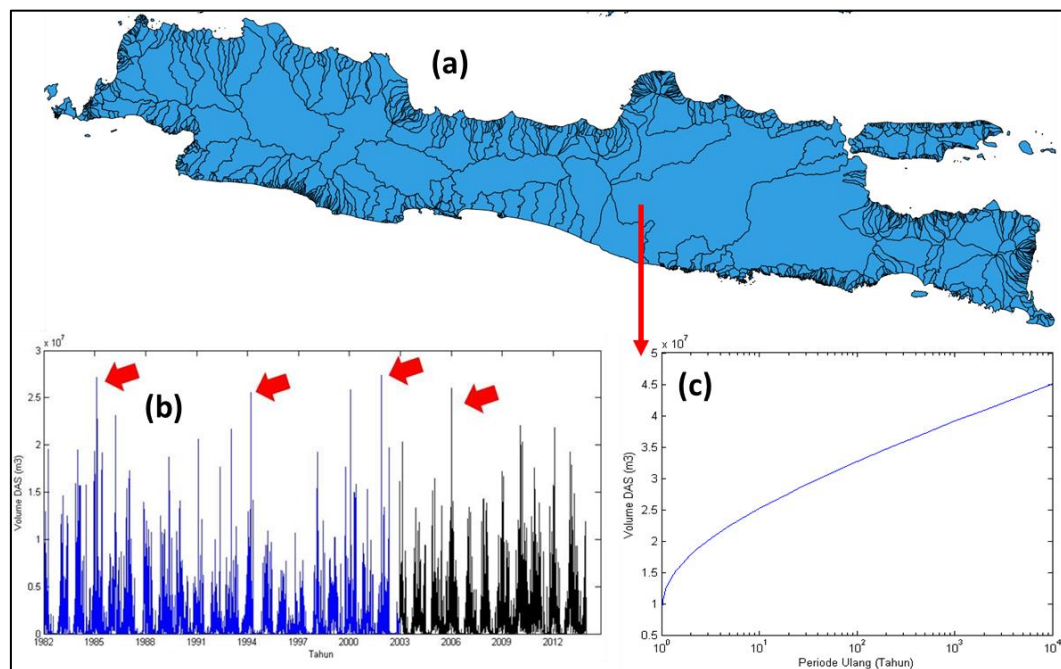 (a)
x 10^7
3
2.5
2
1.5
1
0.5
0
Volume DAS (m3)
(b)
1982 1985 1988 1991 1994 1997 2000 2003 2006 2009 2012
Tahun
x 10^7
5
4.5
4
3.5
3
2.5
2
1.5
1
0.5
Volume DAS (m3)
(c)
10^0 10^1 10^2 10^3 10^4
Periode Ulang (Tahun)